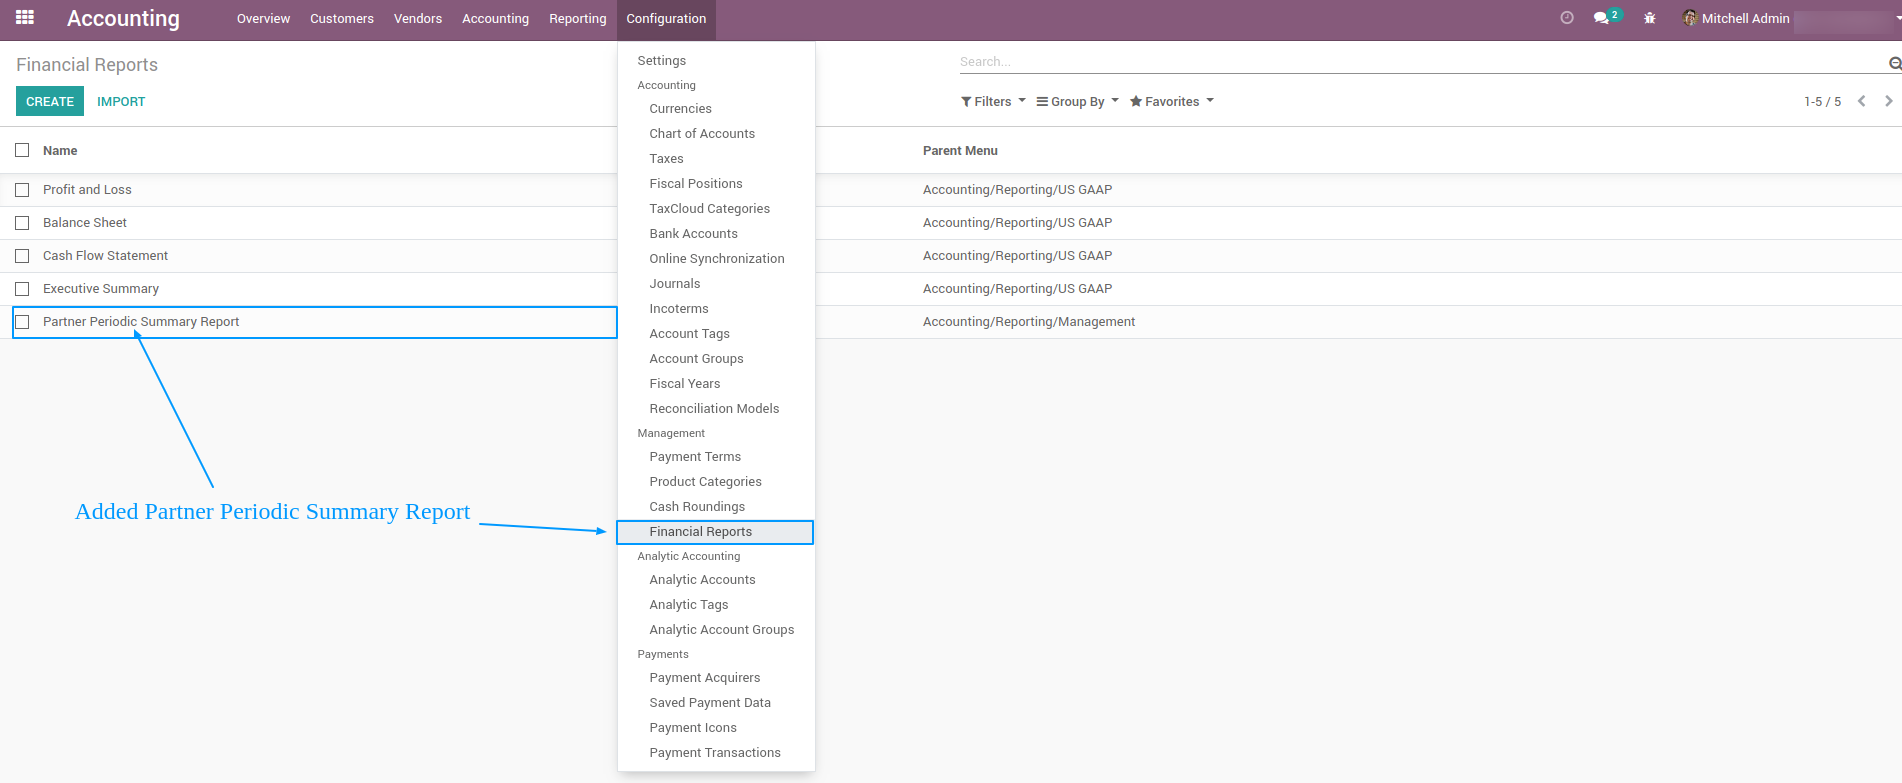 Accounting
Overview Customers Vendors Accounting Reporting Configuration
2
Mitchell Admin
Financial Reports
Search...
CREATE IMPORT
Filters Group By Favorites
1-5 / 5
Name Parent Menu
Profit and Loss Accounting/Reporting/US GAAP
Balance Sheet Accounting/Reporting/US GAAP
Cash Flow Statement Accounting/Reporting/US GAAP
Executive Summary Accounting/Reporting/US GAAP
Partner Periodic Summary Report Accounting/Reporting/Management
Added Partner Periodic Summary Report
Settings
Accounting
Currencies
Chart of Accounts
Taxes
Fiscal Positions
TaxCloud Categories
Bank Accounts
Online Synchronization
Journals
Incoterms
Account Tags
Account Groups
Fiscal Years
Reconciliation Models
Management
Payment Terms
Product Categories
Cash Roundings
Financial Reports
Analytic Accounting
Analytic Accounts
Analytic Tags
Analytic Account Groups
Payments
Payment Acquirers
Saved Payment Data
Payment Icons
Payment Transactions